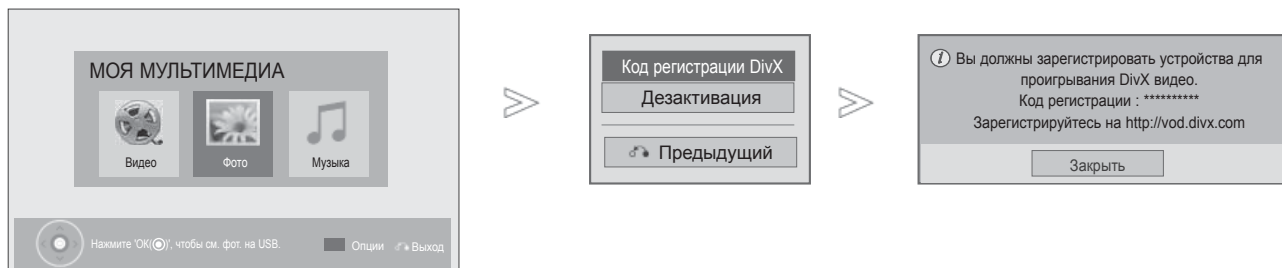 МОЯ МУЛЬТИМЕДИА
Видео
Фото
Музыка
Нажмите 'ОК(◉)', чтобы см. фот. на USB.
Опции
Выход
Код регистрации DivX
Дезактивация
Предыдущий
Вы должны зарегистрировать устройства для
проигрывания DivX видео.
Код регистрации : **********
Зарегистрируйтесь на http://vod.divx.com
Закрыть